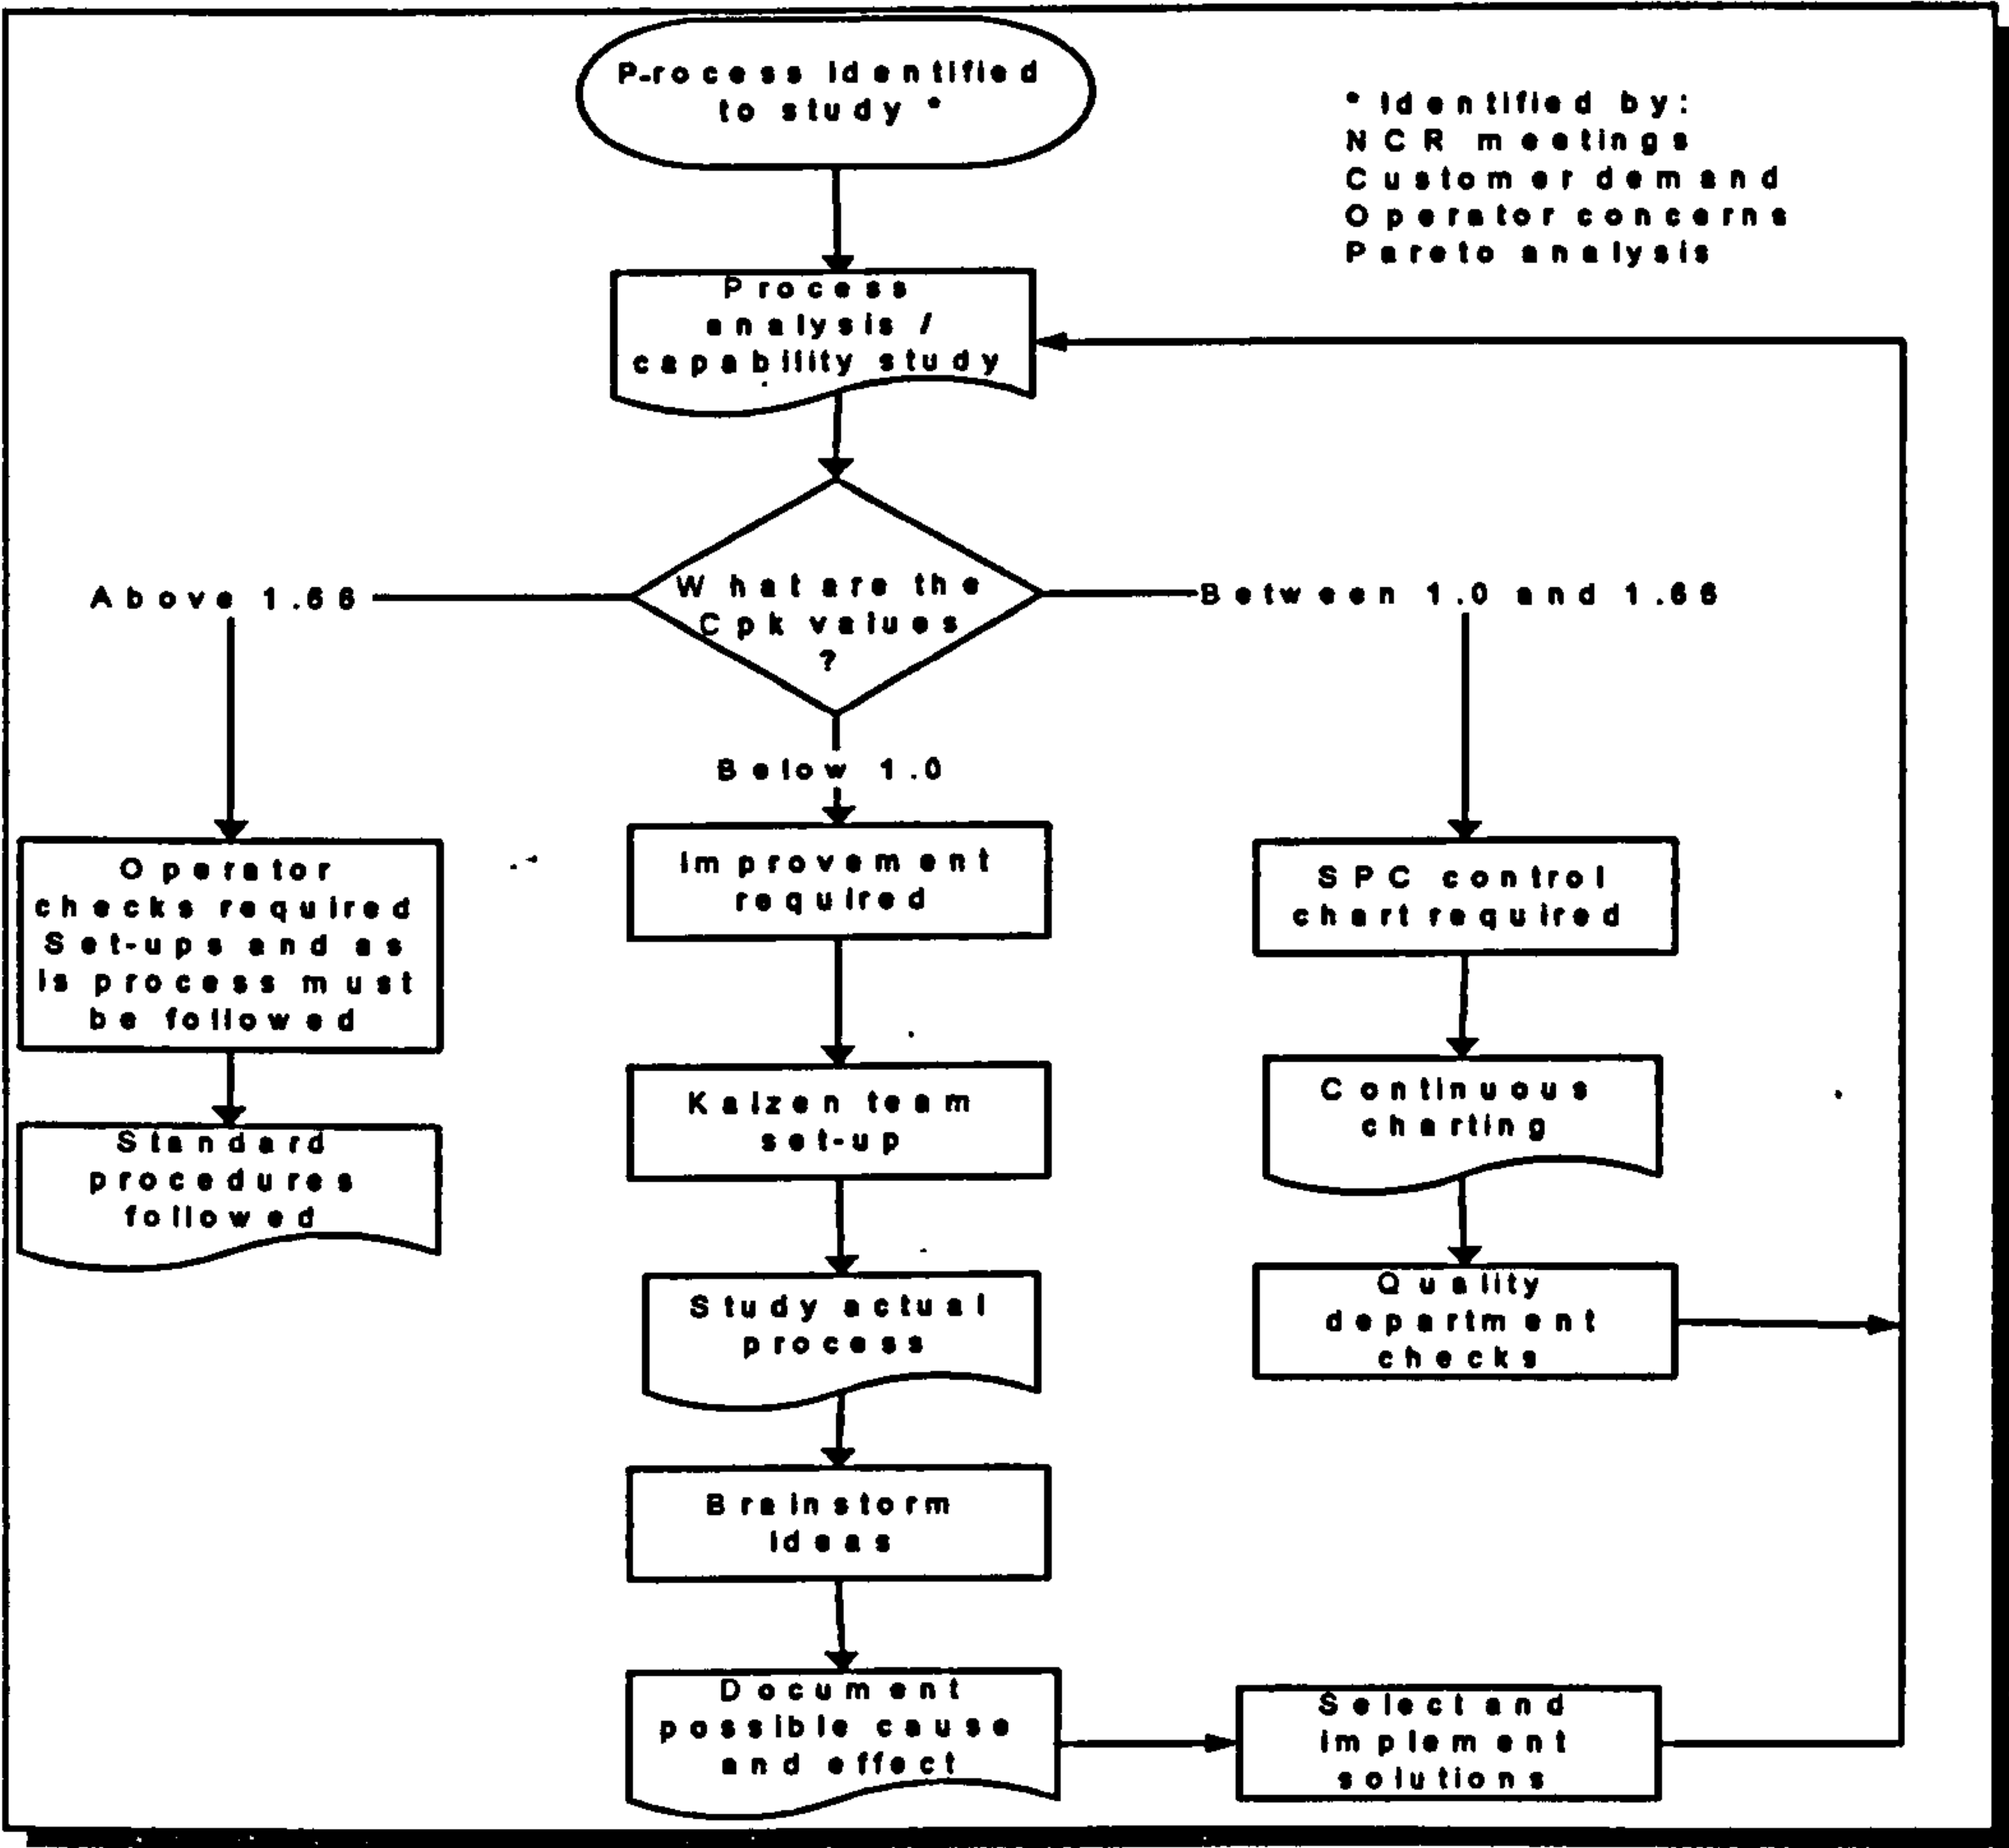 P-rocess identified
to study *
* Identified by:
NCR meetings
Customer demand
Operator concerns
Pareto analysis
Process
analysis /
capability study
What are the
Cpk values
?
Above 1.66
Between 1.0 and 1.66
Below 1.0
Operator
checks required
Set-ups and as
is process must
be followed
Standard
procedures
followed
Improvement
required
Kaizen team
set-up
Study actual
process
Brainstorm
ideas
Document
possible cause
and effect
Select and
implement
solutions
SPC control
chart required
Continuous
charting
Quality
department
checks